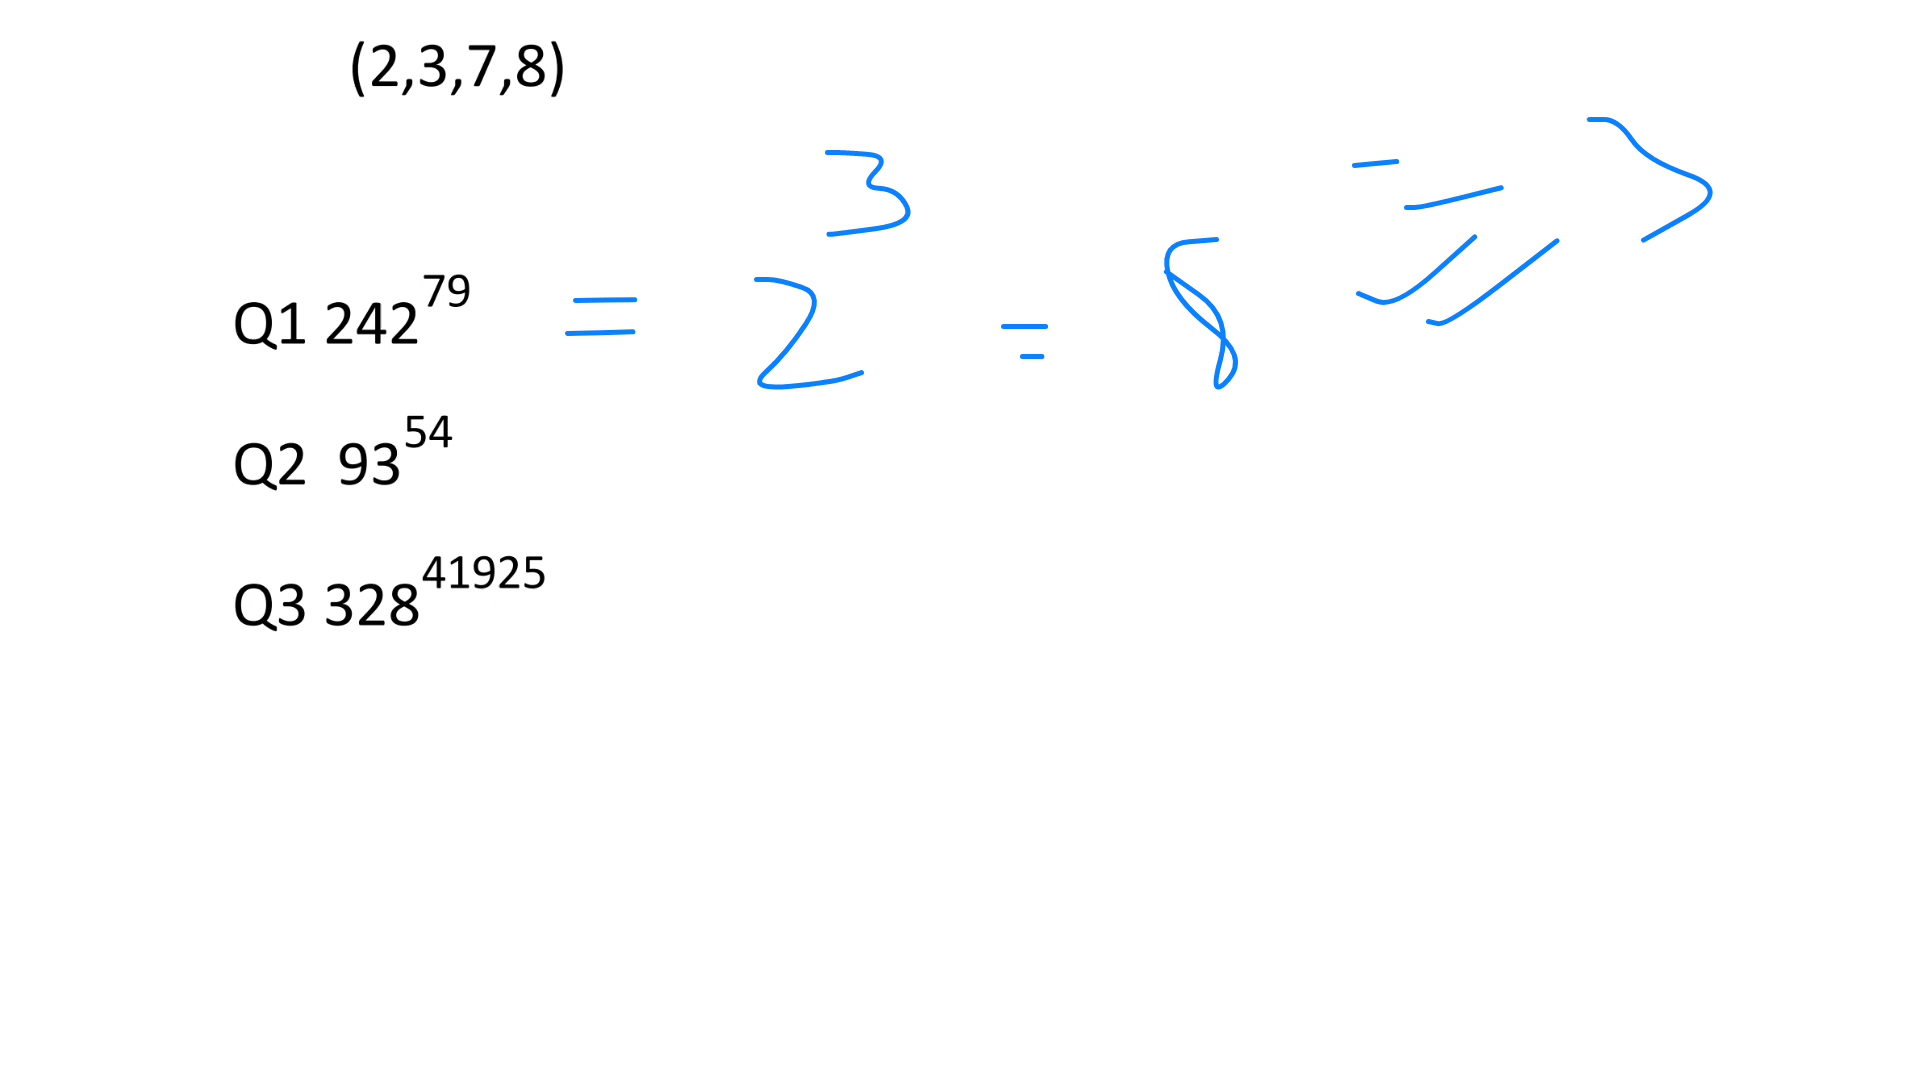 (2,3,7,8)
Q1 242^79 = 2^3 = 8
Q2 93^54
Q3 328^41925